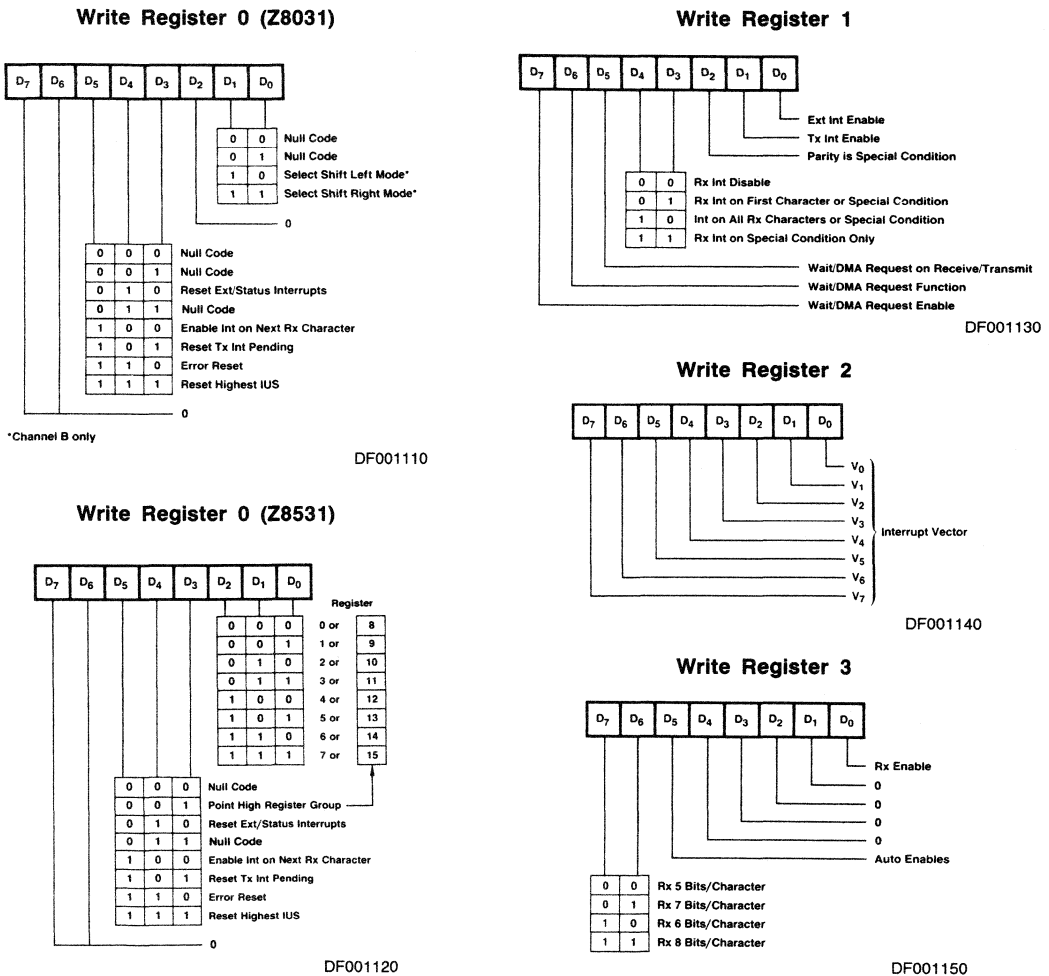 Write Register 0 (Z8031)
D7 D6 D5 D4 D3 D2 D1 D0
0 0 Null Code
0 1 Null Code
1 0 Select Shift Left Mode*
1 1 Select Shift Right Mode*
0
0 0 0 Null Code
0 0 1 Null Code
0 1 0 Reset Ext/Status Interrupts
0 1 1 Null Code
1 0 0 Enable Int on Next Rx Character
1 0 1 Reset Tx Int Pending
1 1 0 Error Reset
1 1 1 Reset Highest IUS
0
*Channel B only
DF001110
Write Register 0 (Z8531)
D7 D6 D5 D4 D3 D2 D1 D0
Register
0 0 0 0 or 8
0 0 1 1 or 9
0 1 0 2 or 10
0 1 1 3 or 11
1 0 0 4 or 12
1 0 1 5 or 13
1 1 0 6 or 14
1 1 1 7 or 15
0 0 0 Null Code
0 0 1 Point High Register Group
0 1 0 Reset Ext/Status Interrupts
0 1 1 Null Code
1 0 0 Enable Int on Next Rx Character
1 0 1 Reset Tx Int Pending
1 1 0 Error Reset
1 1 1 Reset Highest IUS
0
DF001120
Write Register 1
D7 D6 D5 D4 D3 D2 D1 D0
Ext Int Enable
Tx Int Enable
Parity is Special Condition
0 0 Rx Int Disable
0 1 Rx Int on First Character or Special Condition
1 0 Int on All Rx Characters or Special Condition
1 1 Rx Int on Special Condition Only
Wait/DMA Request on Receive/Transmit
Wait/DMA Request Function
Wait/DMA Request Enable
DF001130
Write Register 2
D7 D6 D5 D4 D3 D2 D1 D0
V0
V1
V2
V3
Interrupt Vector
V4
V5
V6
V7
DF001140
Write Register 3
D7 D6 D5 D4 D3 D2 D1 D0
Rx Enable
0
0
0
0
Auto Enables
0 0 Rx 5 Bits/Character
0 1 Rx 7 Bits/Character
1 0 Rx 6 Bits/Character
1 1 Rx 8 Bits/Character
DF001150